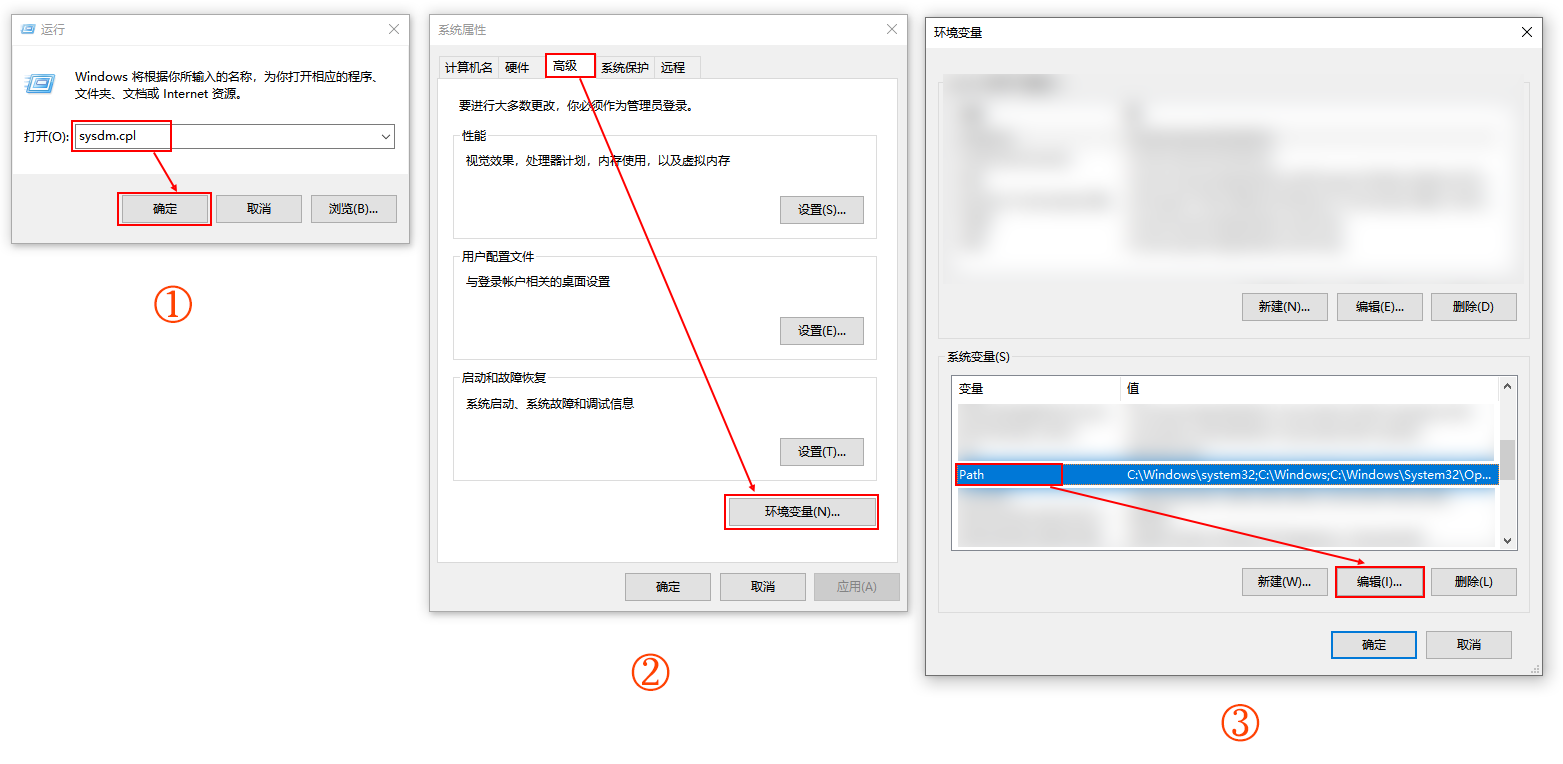 运行
Windows 将根据你所输入的名称，为你打开相应的程序、
文件夹、文档或 Internet 资源。
打开(O):
sysdm.cpl
确定
取消
浏览(B)...
①
系统属性
计算机名
硬件
高级
系统保护
远程
要进行大多数更改，你必须作为管理员登录。
性能
视觉效果，处理器计划，内存使用，以及虚拟内存
设置(S)...
用户配置文件
与登录帐户相关的桌面设置
设置(E)...
启动和故障恢复
系统启动、系统故障和调试信息
设置(T)...
环境变量(N)...
确定
取消
应用(A)
②
环境变量
新建(N)...
编辑(E)...
删除(D)
系统变量(S)
变量
值
Path
C:\Windows\system32;C:\Windows;C:\Windows\System32\Op...
新建(W)...
编辑(I)...
删除(L)
确定
取消
③